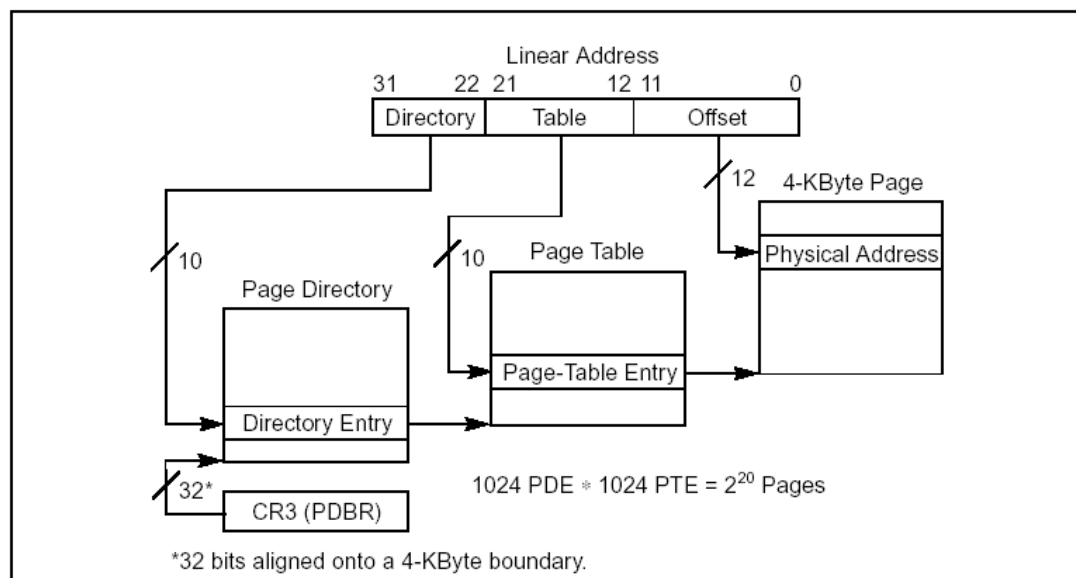 Linear Address
31 22 21 12 11 0
Directory Table Offset
12
4-KByte Page
Physical Address
10
10
Page Table
Page-Table Entry
Page Directory
Directory Entry
32*
CR3 (PDBR)
1024 PDE * 1024 PTE = 2²⁰ Pages
*32 bits aligned onto a 4-KByte boundary.